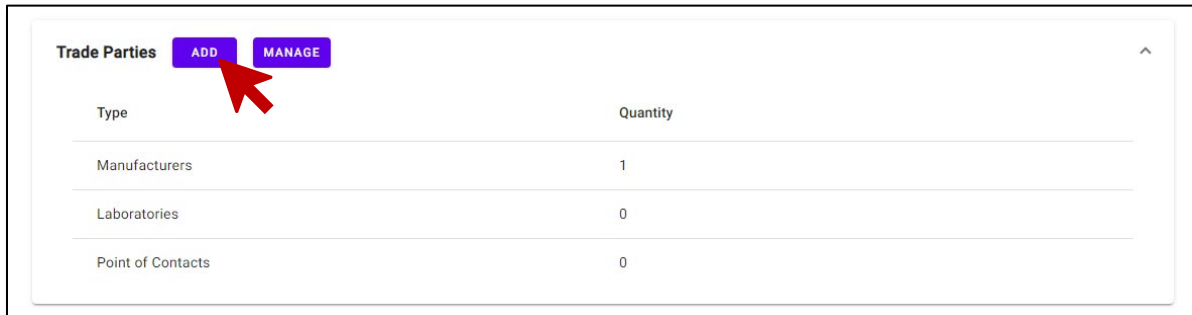 Trade Parties ADD MANAGE
Type Quantity
Manufacturers 1
Laboratories 0
Point of Contacts 0